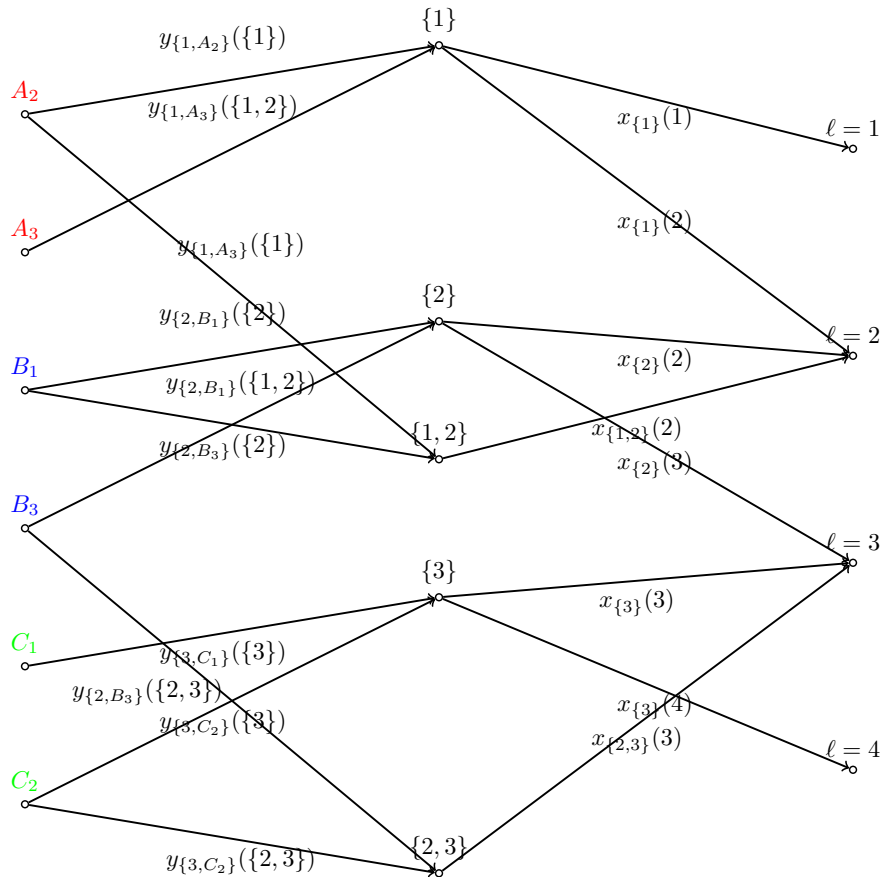 {1}
y_{\{1,A_2\}}({1})
A_2
y_{\{1,A_3\}}({1, 2})
x_{\{1\}}(1)
ℓ = 1
A_3
y_{\{1,A_3\}}({1})
x_{\{1\}}(2)
{2}
y_{\{2,B_1\}}({2})
ℓ = 2
B_1
y_{\{2,B_1\}}({1, 2})
x_{\{2\}}(2)
{1, 2}
y_{\{2,B_3\}}({2})
x_{\{1,2\}}(2)
x_{\{2\}}(3)
B_3
ℓ = 3
{3}
x_{\{3\}}(3)
C_1
y_{\{3,C_1\}}({3})
y_{\{2,B_3\}}({2, 3})
y_{\{3,C_2\}}({3})
x_{\{3\}}(4)
x_{\{2,3\}}(3)
ℓ = 4
C_2
{2, 3}
y_{\{3,C_2\}}({2, 3})